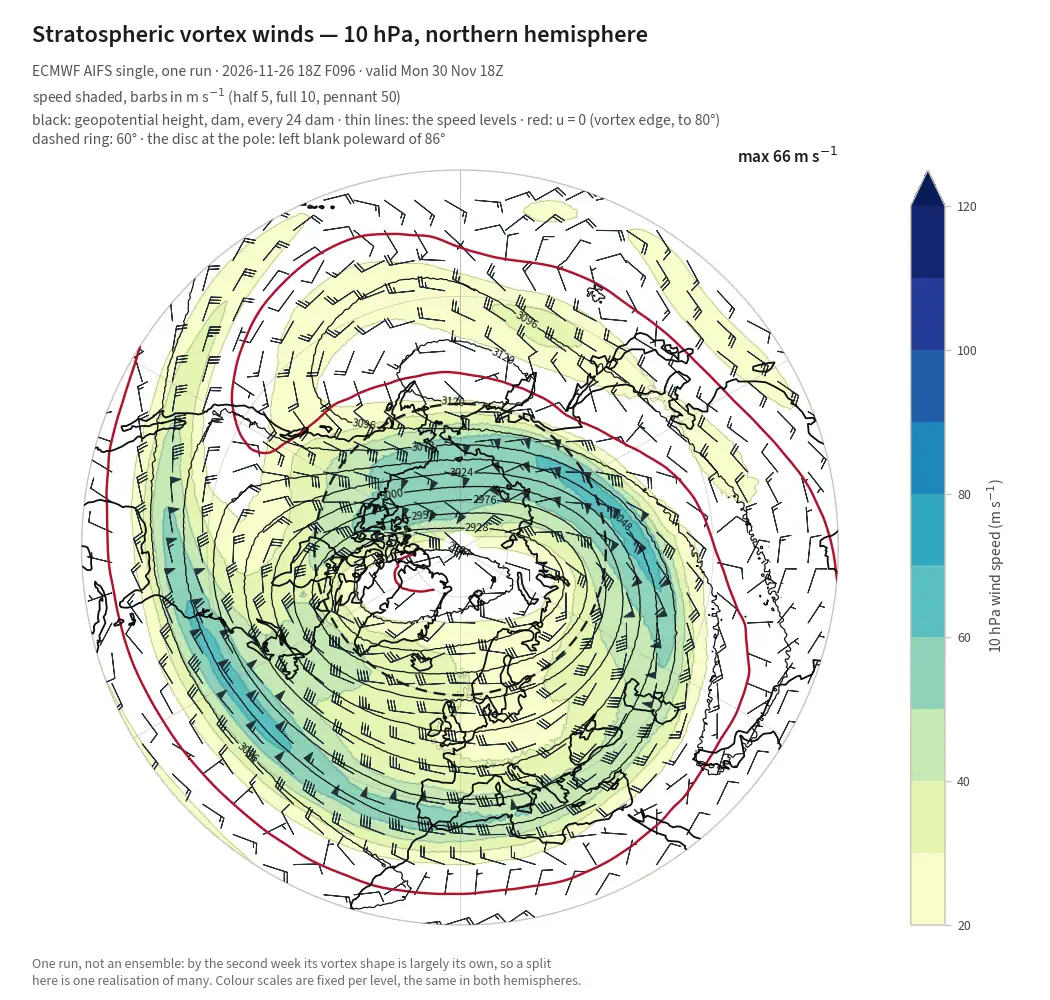 Stratospheric vortex winds — 10 hPa, northern hemisphere
ECMWF AIFS single, one run · 2026-11-26 18Z F096 · valid Mon 30 Nov 18Z
speed shaded, barbs in m s⁻¹ (half 5, full 10, pennant 50)
black: geopotential height, dam, every 24 dam · thin lines: the speed levels · red: u = 0 (vortex edge, to 80°)
dashed ring: 60° · the disc at the pole: left blank poleward of 86°
max 66 m s⁻¹
120
100
80
60
40
20
10 hPa wind speed (m s⁻¹)
3096
3120
3096
2976
2928
3048
One run, not an ensemble: by the second week its vortex shape is largely its own, so a split
here is one realisation of many. Colour scales are fixed per level, the same in both hemispheres.